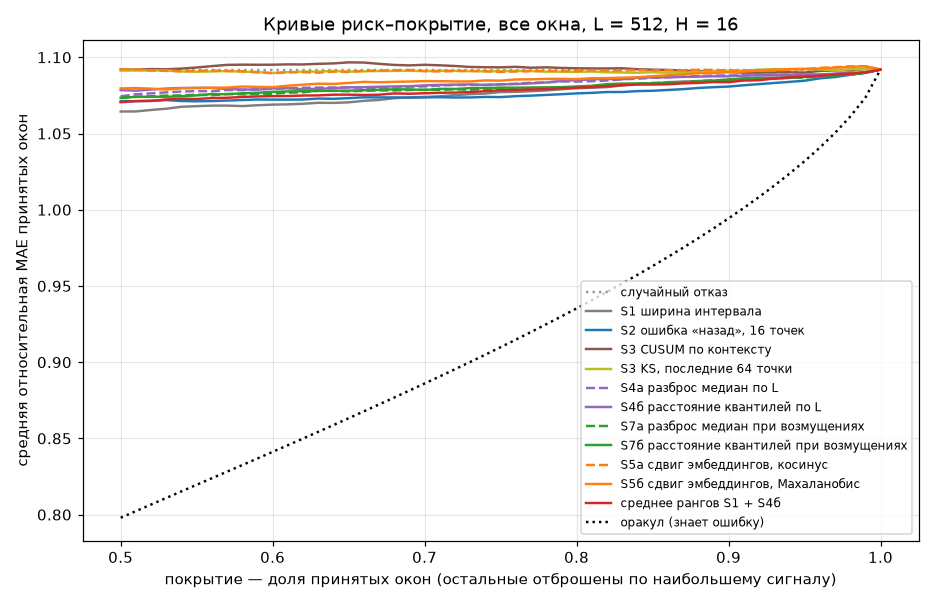 Кривые риск–покрытие, все окна, L = 512, H = 16
средняя относительная MAE принятых окон
1.10
1.05
1.00
0.95
0.90
0.85
0.80
случайный отказ
S1 ширина интервала
S2 ошибка «назад», 16 точек
S3 CUSUM по контексту
S3 KS, последние 64 точки
S4а разброс медиан по L
S4б расстояние квантилей по L
S7а разброс медиан при возмущениях
S7б расстояние квантилей при возмущениях
S5а сдвиг эмбеддингов, косинус
S5б сдвиг эмбеддингов, Махаланобис
среднее рангов S1 + S4б
оракул (знает ошибку)
0.5 0.6 0.7 0.8 0.9 1.0
покрытие — доля принятых окон (остальные отброшены по наибольшему сигналу)